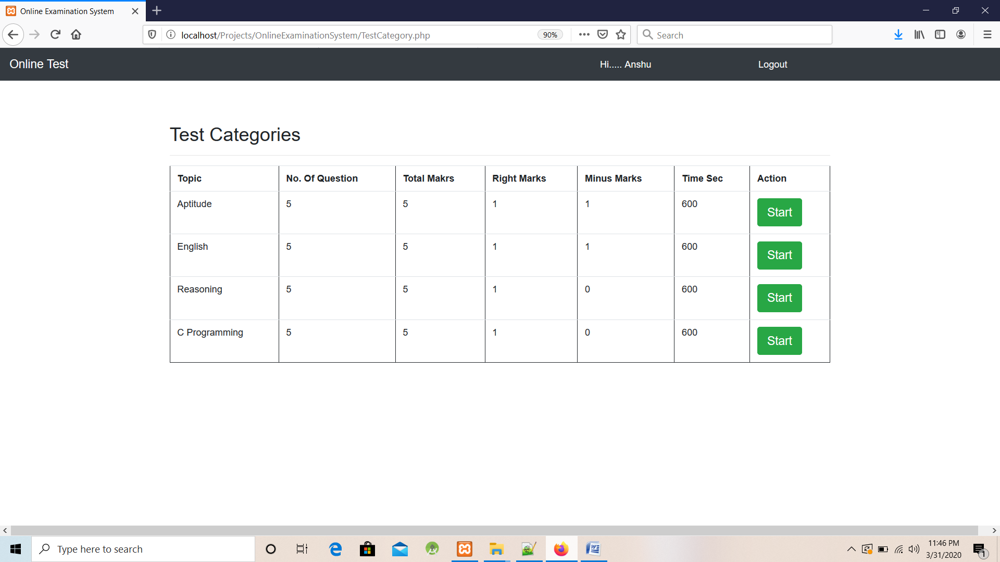 Online Examination System
localhost/Projects/OnlineExaminationSystem/TestCategory.php 90% Search
Online Test Hi..... Anshu Logout
Test Categories
Topic No. Of Question Total Makrs Right Marks Minus Marks Time Sec Action
Aptitude 5 5 1 1 600 Start
English 5 5 1 1 600 Start
Reasoning 5 5 1 0 600 Start
C Programming 5 5 1 0 600 Start
Type here to search
11:46 PM
3/31/2020
1